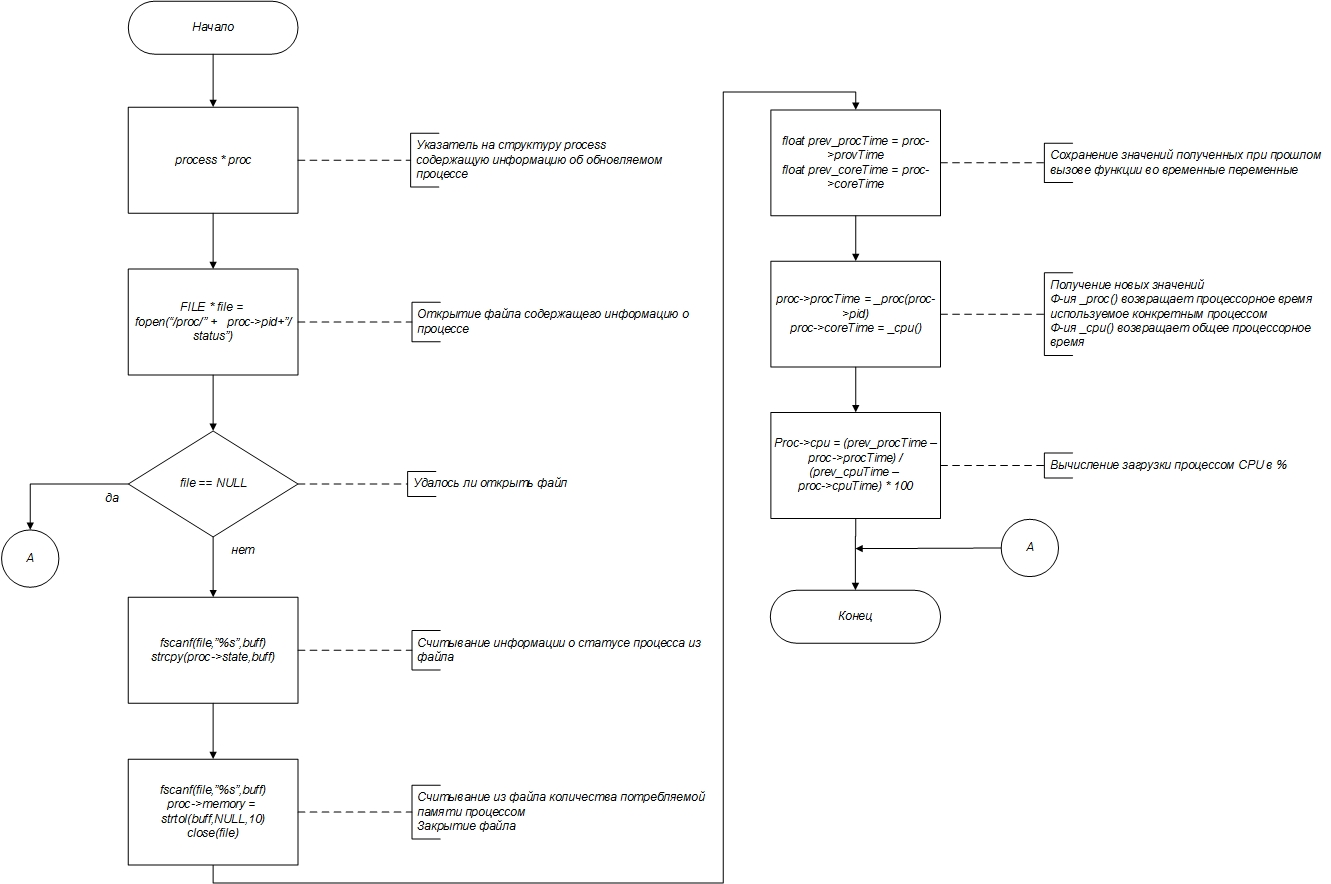 Начало
process * proc
Указатель на структуру process
содержащую информацию об обновляемом
процессе
FILE * file =
fopen(“/proc/” + proc->pid+”/
status”)
Открытие файла содержащего информацию о
процессе
file == NULL
Удалось ли открыть файл
да
А
нет
fscanf(file,”%s”,buff)
strcpy(proc->state,buff)
Считывание информации о статусе процесса из
файла
fscanf(file,”%s”,buff)
proc->memory =
strtol(buff,NULL,10)
close(file)
Считывание из файла количества потребляемой
памяти процессом
Закрытие файла
float prev_procTime = proc-
>provTime
float prev_coreTime = proc-
>coreTime
Сохранение значений полученных при прошлом
вызове функции во временные переменные
proc->procTime = _proc(proc-
>pid)
proc->coreTime = _cpu()
Получение новых значений
Ф-ия _proc() возвращает процессорное время
используемое конкретным процессом
Ф-ия _cpu() возвращает общее процессорное
время
Proc->cpu = (prev_procTime –
proc->procTime) /
(prev_cpuTime –
proc->cpuTime) * 100
Вычисление загрузки процессом CPU в %
А
Конец